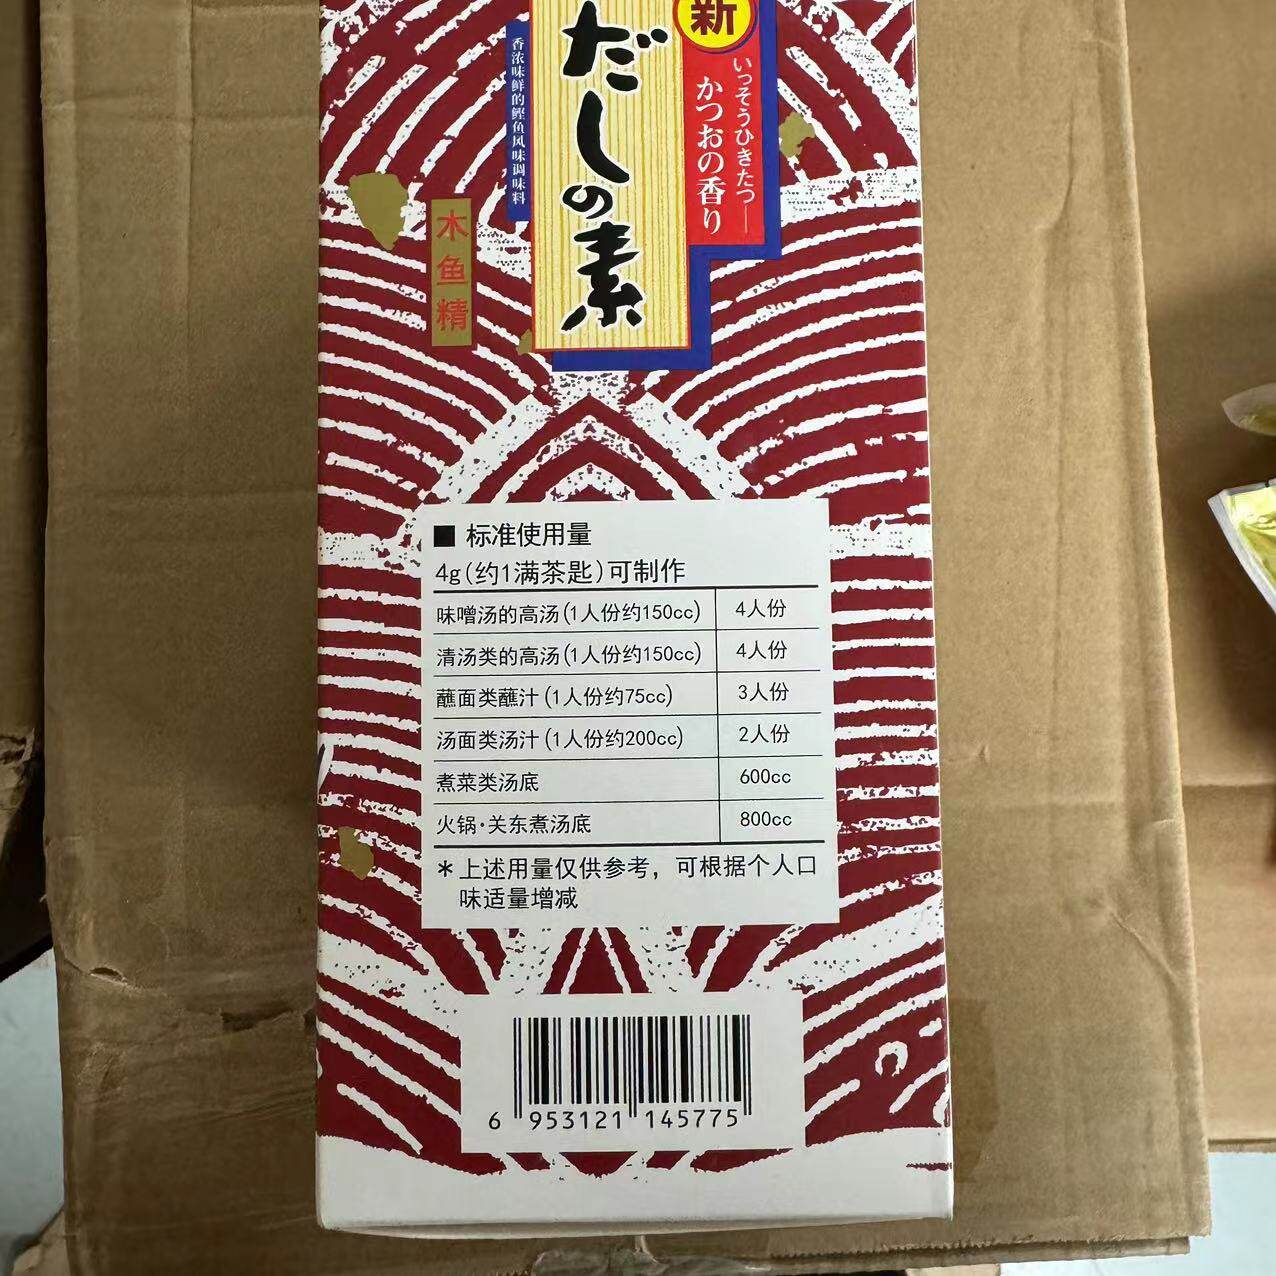 新
いっそうひきたつ—
かつおの香り
だしの素
香浓味鲜的鲣鱼风味调味料
木鱼精
■ 标准使用量
4g(约1满茶匙)可制作
味噌汤的高汤(1人份约150cc) 4人份
清汤类的高汤(1人份约150cc) 4人份
蘸面类蘸汁(1人份约75cc) 3人份
汤面类汤汁(1人份约200cc) 2人份
煮菜类汤底 600cc
火锅·关东煮汤底 800cc
*上述用量仅供参考，可根据个人口
味适量增减
6 953121 145775